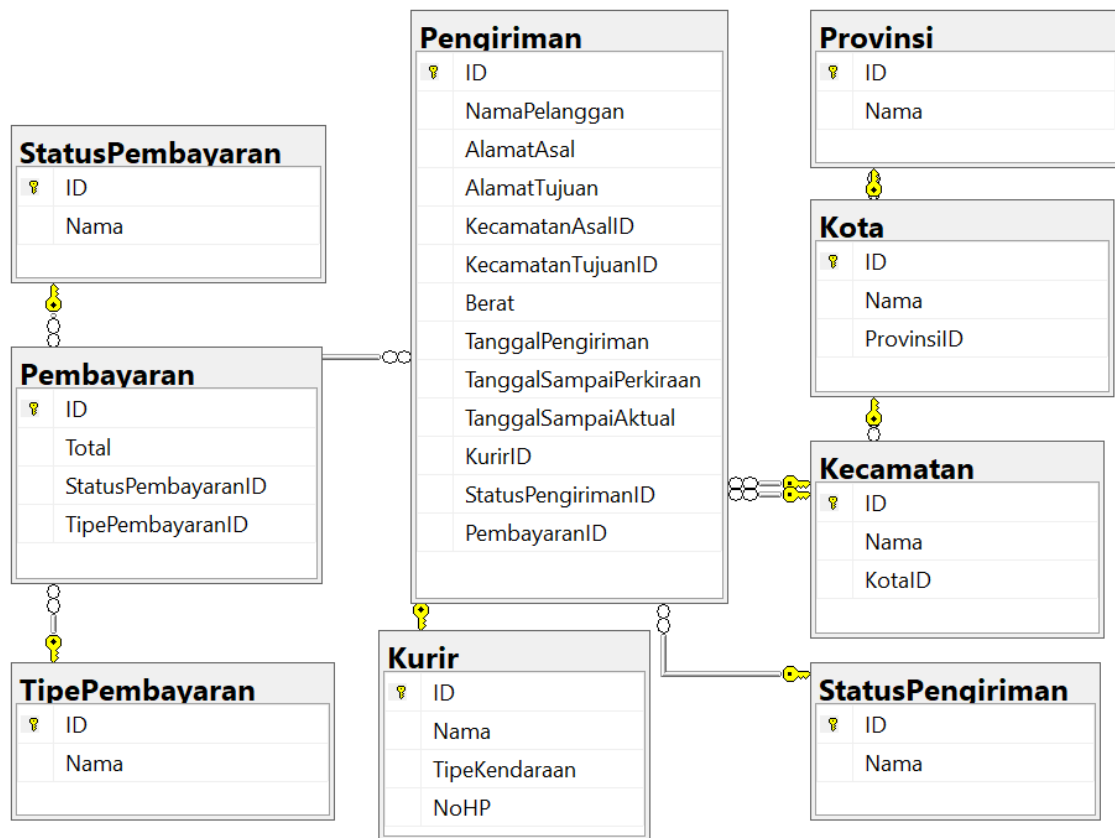 StatusPembayaran
ID
Nama
Pembayaran
ID
Total
StatusPembayaranID
TipePembayaranID
TipePembayaran
ID
Nama
Pengiriman
ID
NamaPelanggan
AlamatAsal
AlamatTujuan
KecamatanAsalID
KecamatanTujuanID
Berat
TanggalPengiriman
TanggalSampaiPerkiraan
TanggalSampaiAktual
KurirID
StatusPengirimanID
PembayaranID
Kurir
ID
Nama
TipeKendaraan
NoHP
Provinsi
ID
Nama
Kota
ID
Nama
ProvinsiID
Kecamatan
ID
Nama
KotaID
StatusPengiriman
ID
Nama